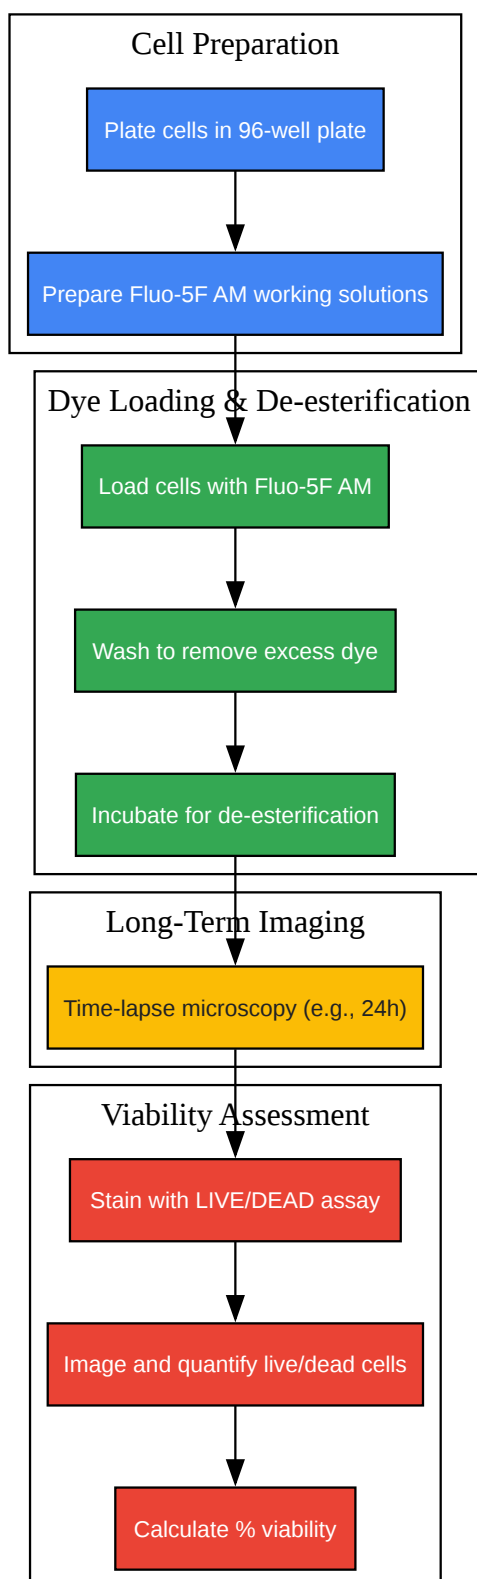 Cell Preparation
Plate cells in 96-well plate
Prepare Fluo-5F AM working solutions
Dye Loading & De-esterification
Load cells with Fluo-5F AM
Wash to remove excess dye
Incubate for de-esterification
Long-Term Imaging
Time-lapse microscopy (e.g., 24h)
Viability Assessment
Stain with LIVE/DEAD assay
Image and quantify live/dead cells
Calculate % viability